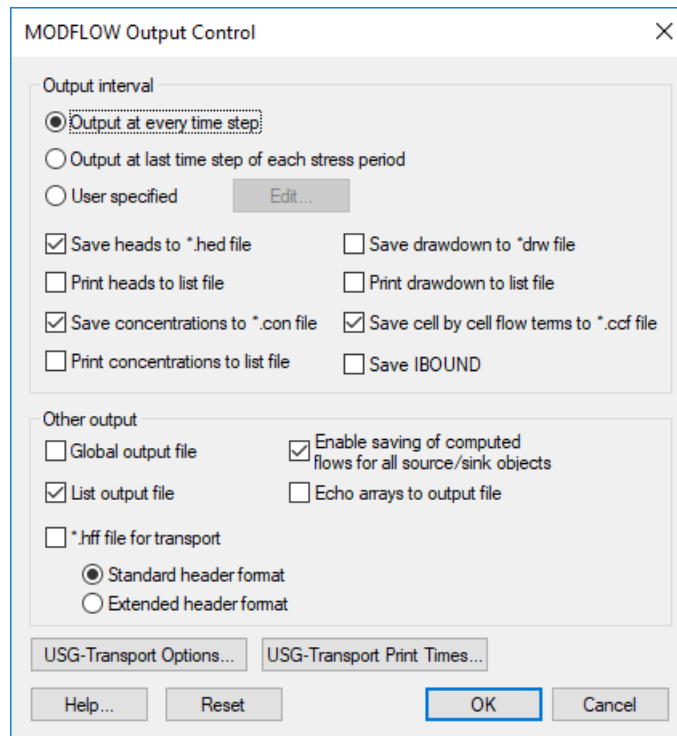 MODFLOW Output Control
Output interval
Output at every time step
Output at last time step of each stress period
User specified
Edit...
Save heads to *.hed file
Save drawdown to *drw file
Print heads to list file
Print drawdown to list file
Save concentrations to *.con file
Save cell by cell flow terms to *.ccf file
Print concentrations to list file
Save IBOUND
Other output
Global output file
Enable saving of computed
flows for all source/sink objects
List output file
Echo arrays to output file
*.hff file for transport
Standard header format
Extended header format
USG-Transport Options...
USG-Transport Print Times...
Help...
Reset
OK
Cancel